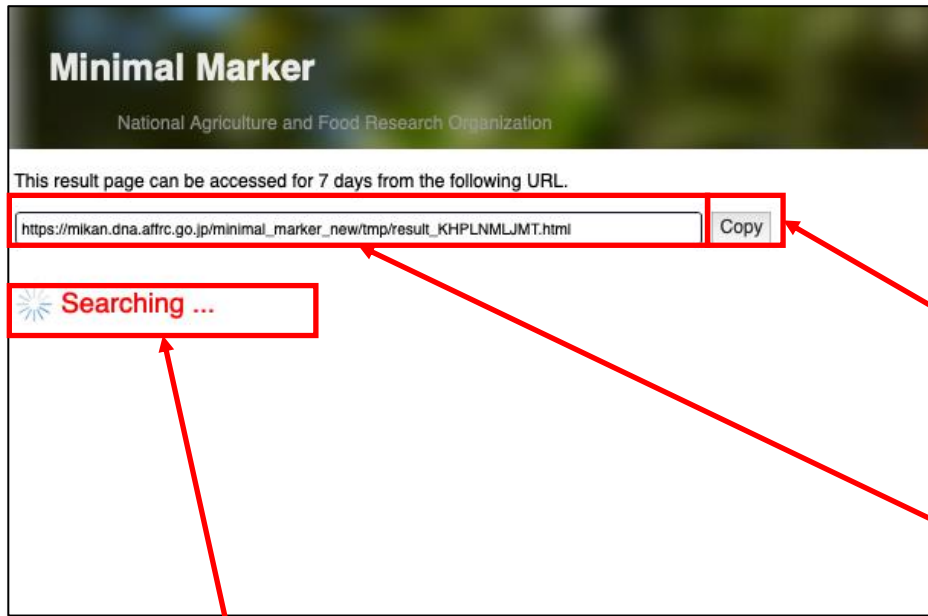 Minimal Marker
National Agriculture and Food Research Organization
This result page can be accessed for 7 days from the following URL.
https://mikan.dna.affrc.go.jp/minimal_marker_new/tmp/result_KHPLNMLJMT.html Copy
Searching ...